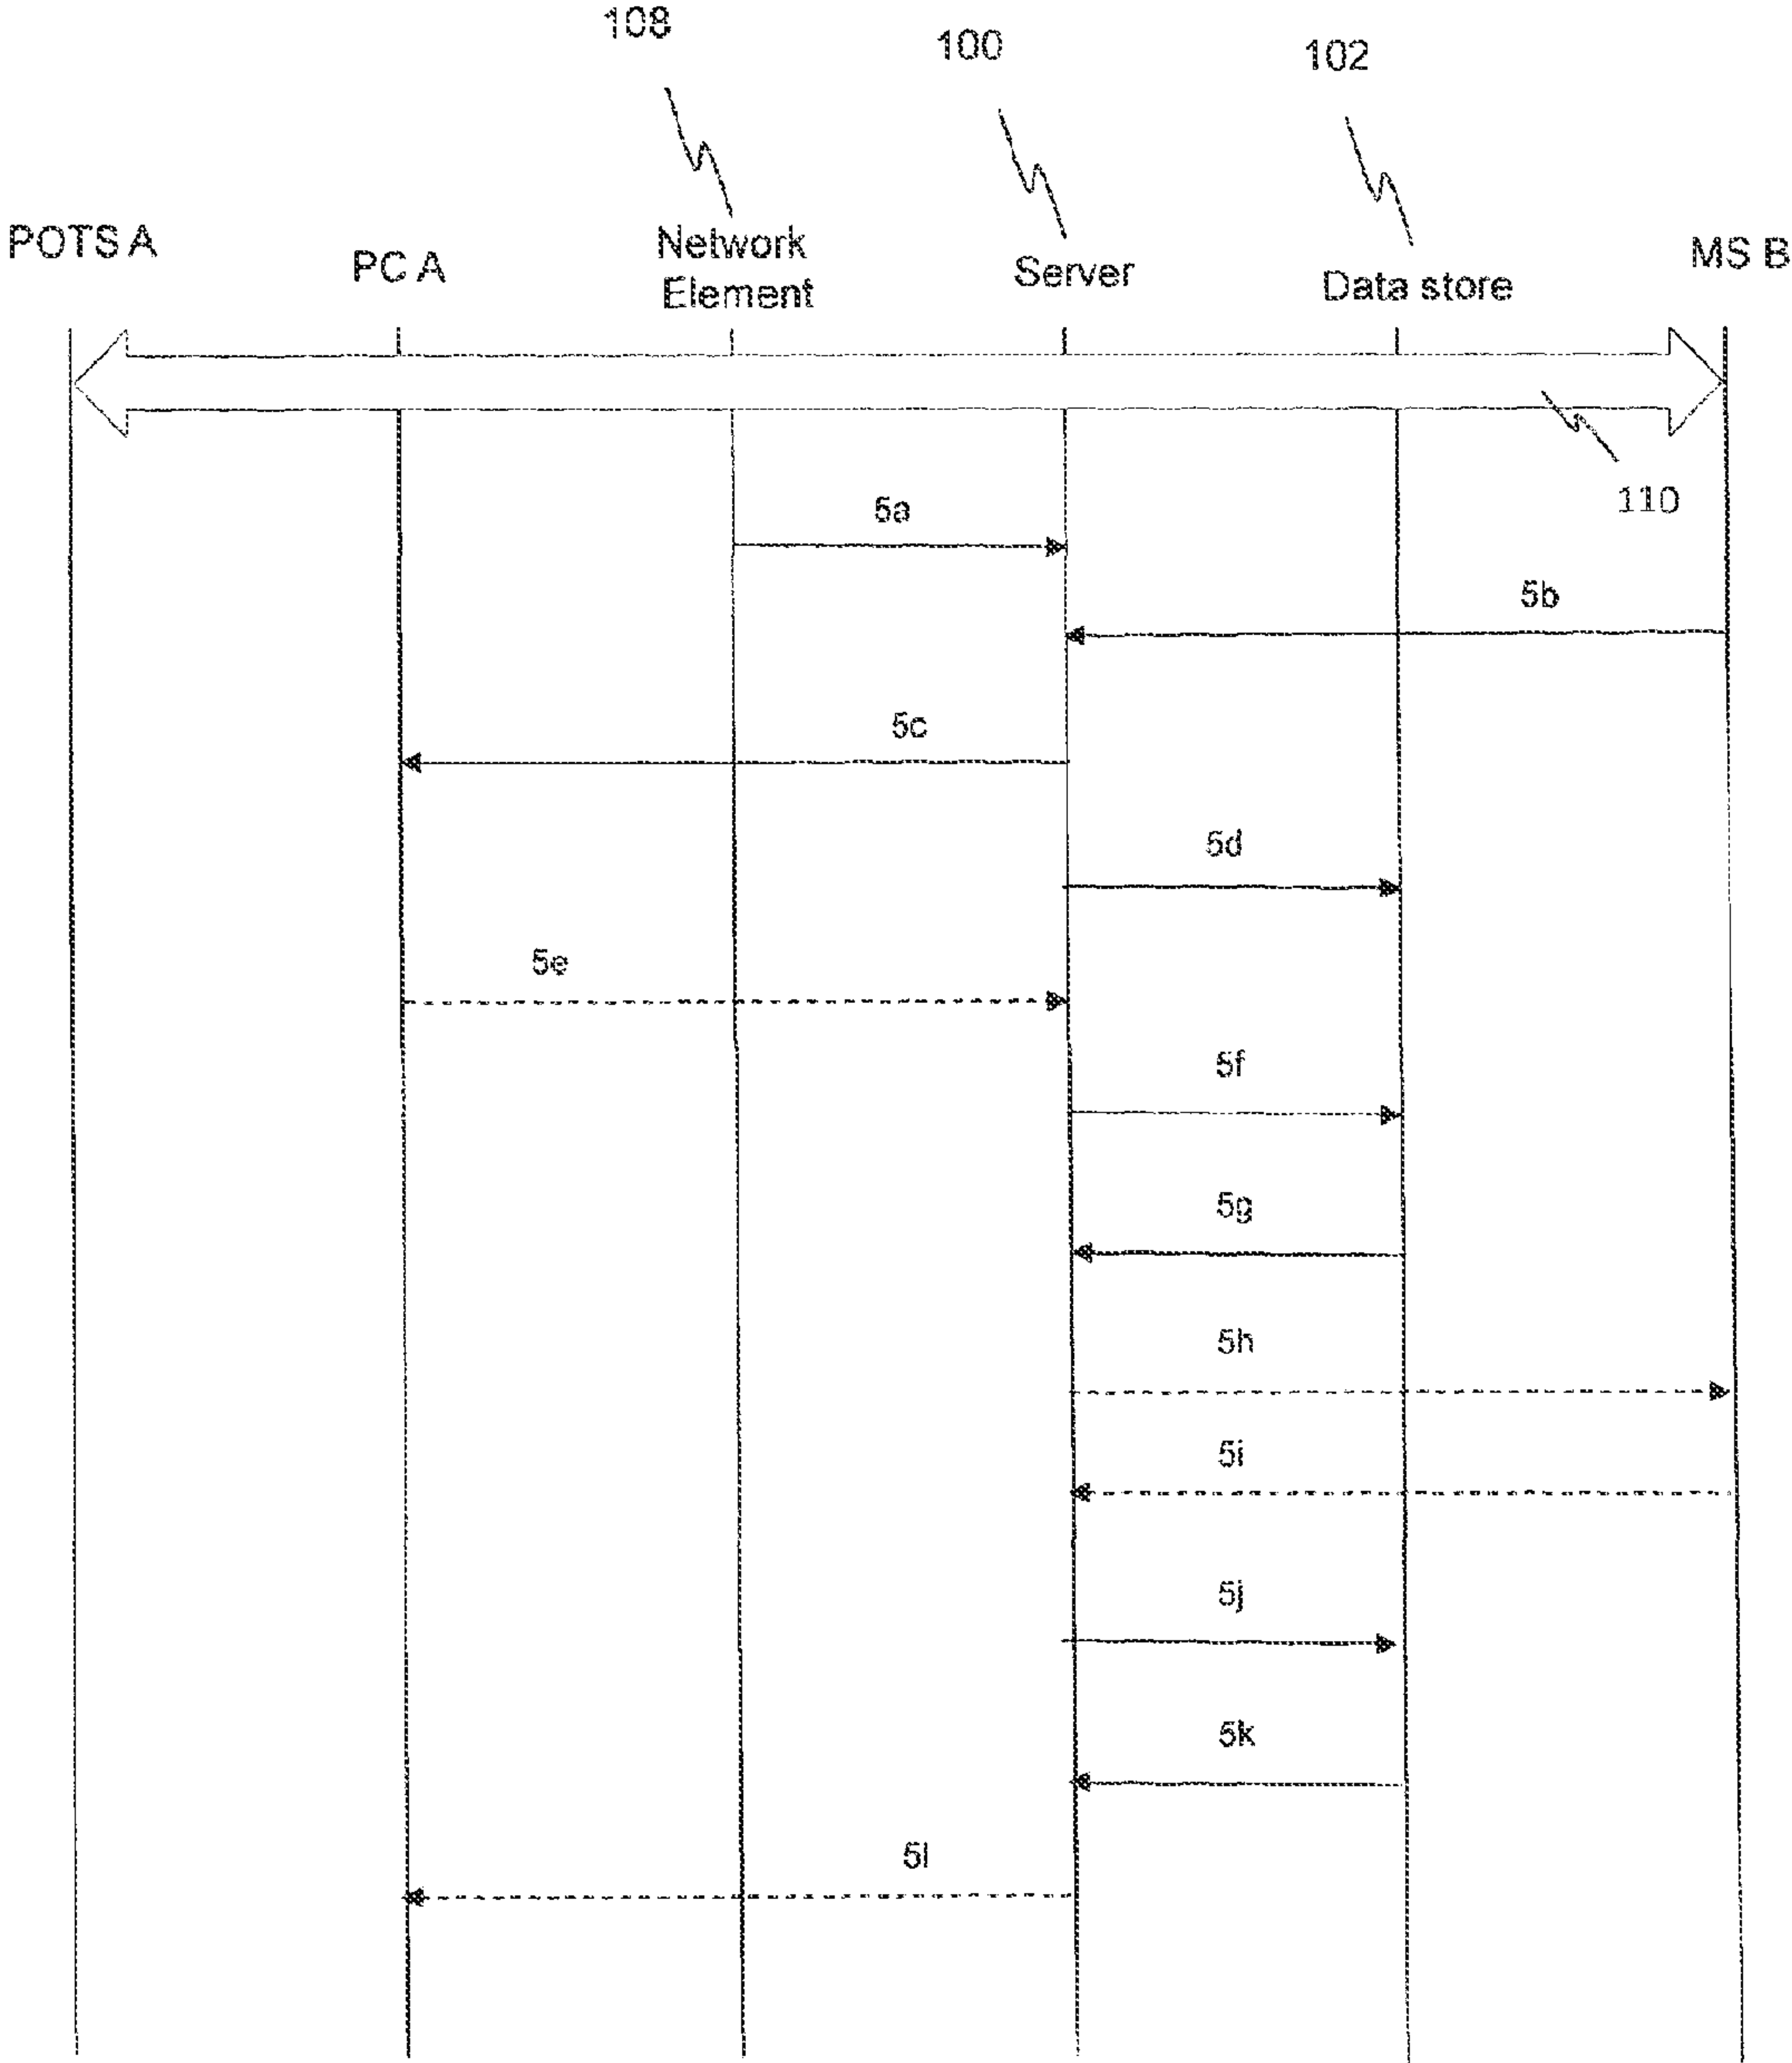 108
100
102
POTS A
PC A
Network
Element
Server
Data store
MS B
110
5a
5b
5c
5d
5e
5f
5g
5h
5i
5j
5k
5l